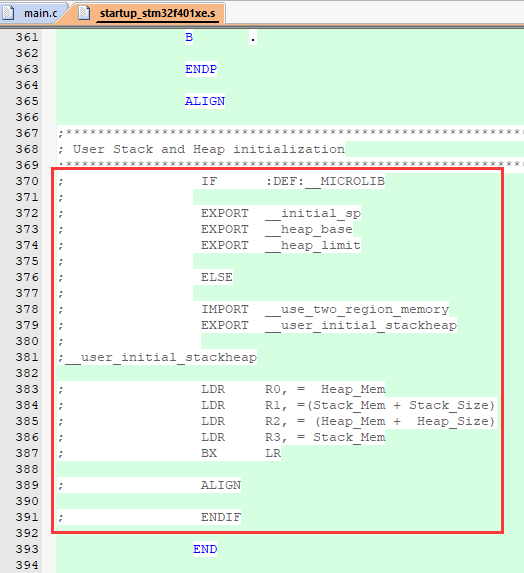 main.c
startup_stm32f401xe.s
361 B .
362
363 ENDP
364
365 ALIGN
366
367 ;**********************************************************
368 ; User Stack and Heap initialization
369 ;**********************************************************
370 ; IF :DEF:__MICROLIB
371 ;
372 ; EXPORT __initial_sp
373 ; EXPORT __heap_base
374 ; EXPORT __heap_limit
375 ;
376 ; ELSE
377 ;
378 ; IMPORT __use_two_region_memory
379 ; EXPORT __user_initial_stackheap
380 ;
381 ;__user_initial_stackheap
382
383 ; LDR R0, = Heap_Mem
384 ; LDR R1, =(Stack_Mem + Stack_Size)
385 ; LDR R2, = (Heap_Mem + Heap_Size)
386 ; LDR R3, = Stack_Mem
387 ; BX LR
388
389 ; ALIGN
390
391 ; ENDIF
392
393 END
394